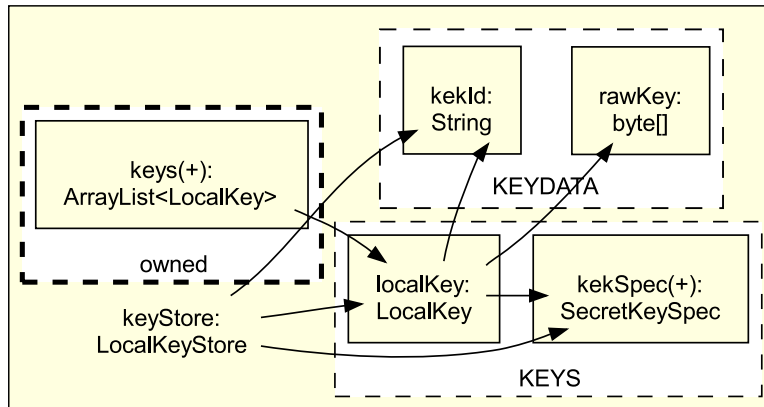 kekId:
String
rawKey:
byte[]
KEYDATA
keys(+):
ArrayList<LocalKey>
owned
localKey:
LocalKey
kekSpec(+):
SecretKeySpec
KEYS
keyStore:
LocalKeyStore